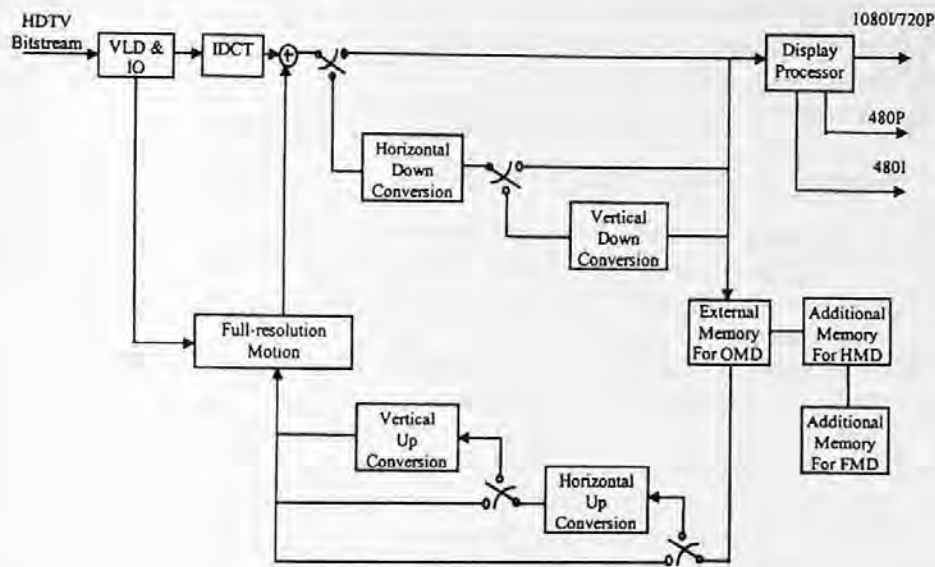 HDTV
Bitstream
VLD &
IQ
IDCT
+
1080I/720P
Display
Processor
480P
480I
Horizontal
Down
Conversion
Vertical
Down
Conversion
Full-resolution
Motion
External
Memory
For OMD
Additional
Memory
For HMD
Additional
Memory
For FMD
Vertical
Up
Conversion
Horizontal
Up
Conversion